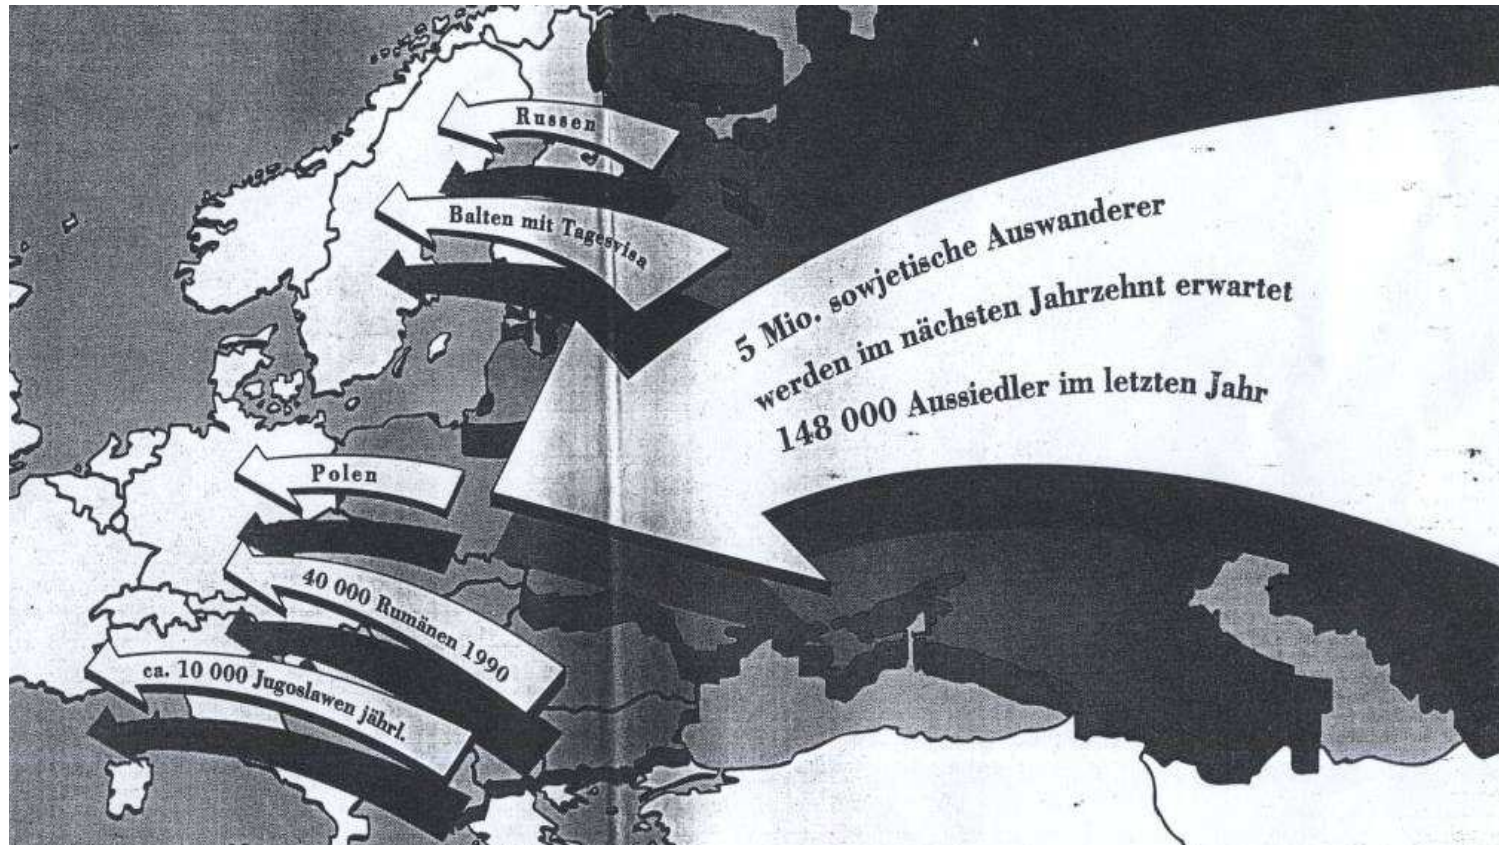 Russen
Balten mit Tagesvisa
5 Mio. sowjetische Auswanderer
werden im nächsten Jahrzehnt erwartet
148 000 Aussiedler im letzten Jahr
Polen
40 000 Rumänen 1990
ca. 10 000 Jugoslawen jährl.